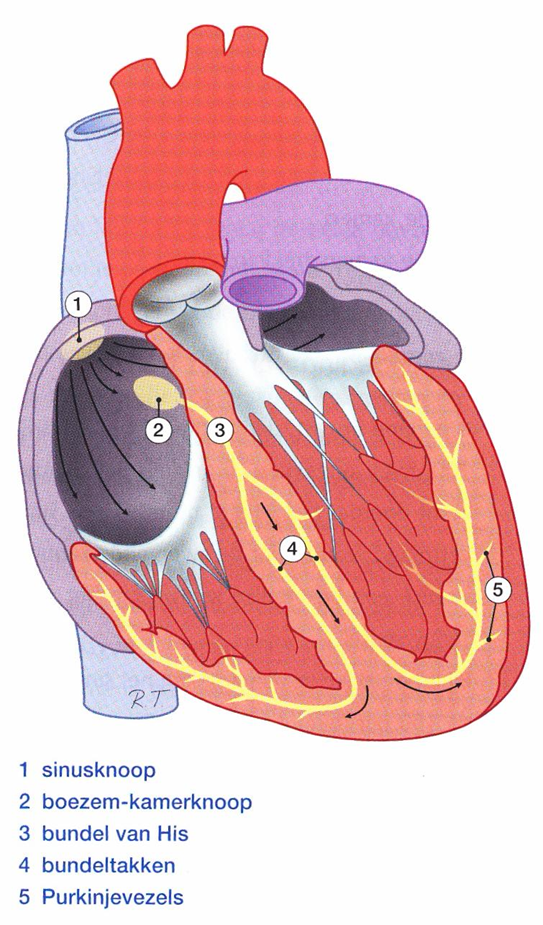 1
2
3
4
5
R.T
1 sinusknoop
2 boezem-kamerknoop
3 bundel van His
4 bundeltakken
5 Purkinjevezels